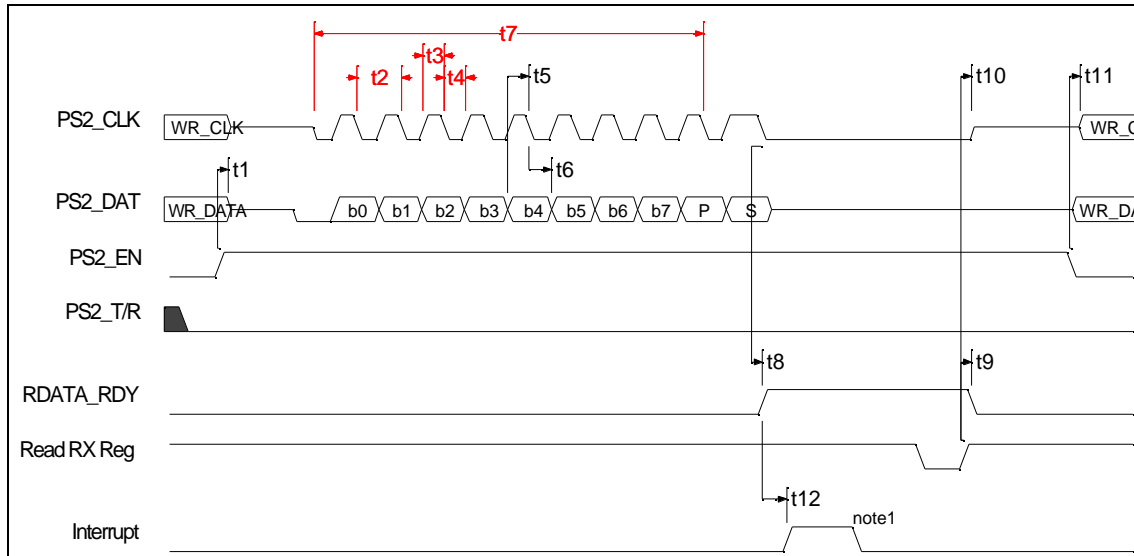 t7
t3
t2
t4
t5
t10
t11
PS2_CLK
WR_CLK
WR_C
t1
t6
PS2_DAT
WR_DATA
b0
b1
b2
b3
b4
b5
b6
b7
P
S
WR_DA
PS2_EN
PS2_T/R
t8
t9
RDATA_RDY
Read RX Reg
t12
note1
Interrupt